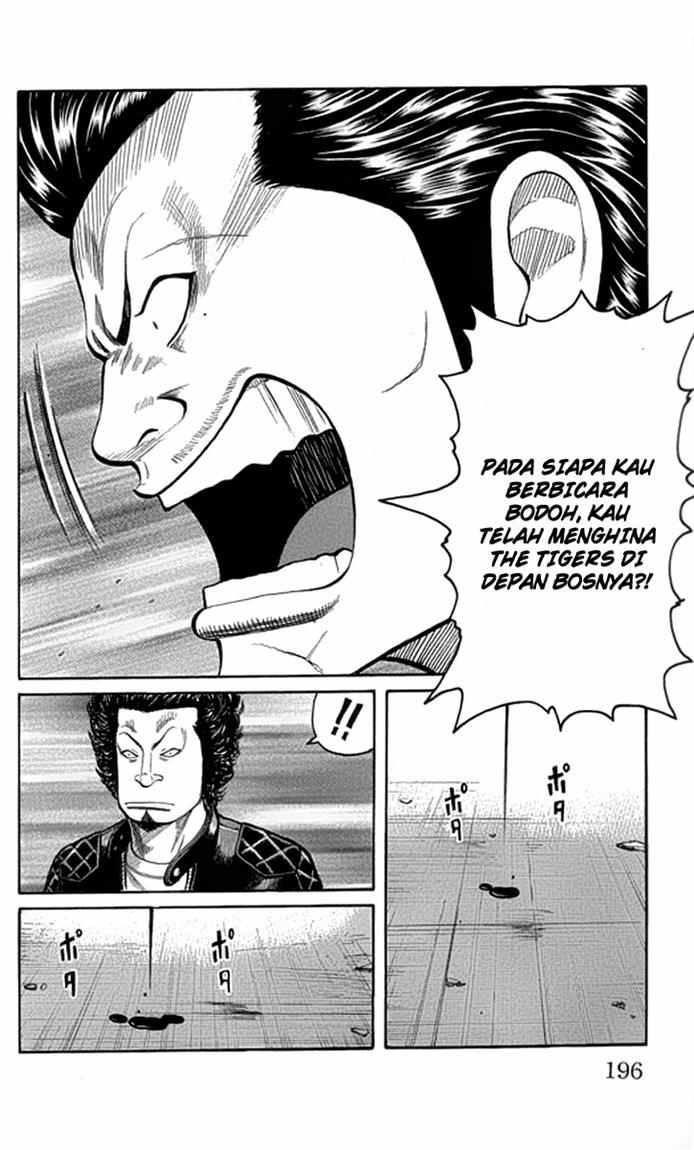 PADA SIAPA KAU
BERBICARA
BODOH, KAU
TELAH MENGHINA
THE TIGERS DI
DEPAN BOSNYA?!
ポタ
ポタ
!!
ポタ
ポタ
196